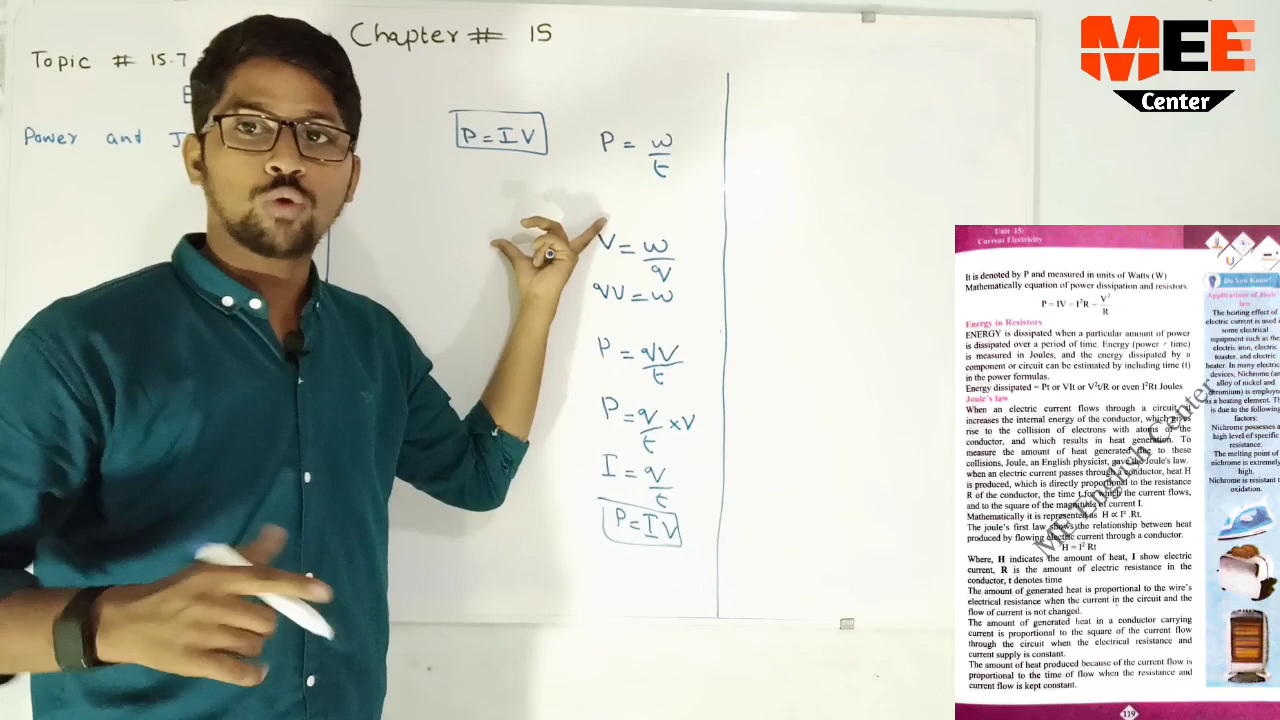 Chapter # 15
Topic # 15.7
Power and J
P = IV
P = w/t
V = w/q
qV = w
P = qV/t
P = q/t xV
I = q/t
P = IV
MEE
Center
Unit 15:
Current Electricity
It is denoted by P and measured in units of Watts (W)
Mathematically equation of power dissipation and resistors
P = IV = I²R = V²/R
Energy in Resistors
ENERGY is dissipated when a particular amount of power
is dissipated over a period of time. Energy (power × time)
is measured in Joules, and the energy dissipated by a
component or circuit can be estimated by including time (t)
in the power formulas.
Energy dissipated = Pt or VIt or V²t/R or even I²Rt Joules
Joule's law
When an electric current flows through a circuit, it
increases the internal energy of the conductor, which gives
rise to the collision of electrons with atoms of the
conductor, and which results in heat generation. To
measure the amount of heat generated due to these
collisions, Joule, an English physicist, gave the Joule's law.
when an electric current passes through a conductor, heat H
is produced, which is directly proportional to the resistance
R of the conductor, the time t for which the current flows,
and to the square of the magnitude of current I.
Mathematically it is represented as H ∝ I² .Rt.
The joule's first law shows the relationship between heat
produced by flowing electric current through a conductor.
H = I² Rt
Where, H indicates the amount of heat, I show electric
current, R is the amount of electric resistance in the
conductor, t denotes time
The amount of generated heat is proportional to the wire's
electrical resistance when the current in the circuit and the
flow of current is not changed.
The amount of generated heat in a conductor carrying
current is proportional to the square of the current flow
through the circuit when the electrical resistance and
current supply is constant.
The amount of heat produced because of the current flow is
proportional to the time of flow when the resistance and
current flow is kept constant.
Do You Know!
Applications of Joule's
law
The heating effect of
electric current is used i
some electrical
equipment such as the
electric iron, electric
toaster, and electric
heater. In many electric
devices, Nichrome (an
alloy of nickel and
chromium) is employe
as a heating element. Th
is due to the following
factors:
Nichrome possesses a
high level of specific
resistance.
The melting point of
nichrome is extremely
high.
Nichrome is resistant t
oxidation.
English Center
119